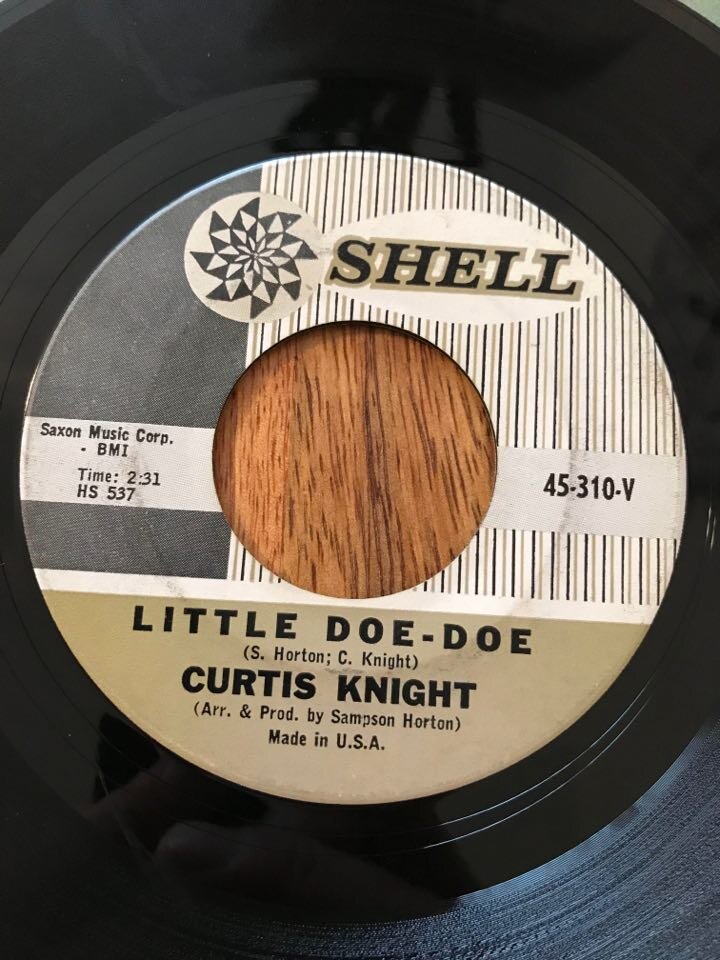 SHELL
Saxon Music Corp.
- BMI
Time: 2:31
HS 537
45-310-V
LITTLE DOE-DOE
(S. Horton; C. Knight)
CURTIS KNIGHT
(Arr. & Prod. by Sampson Horton)
Made in U.S.A.